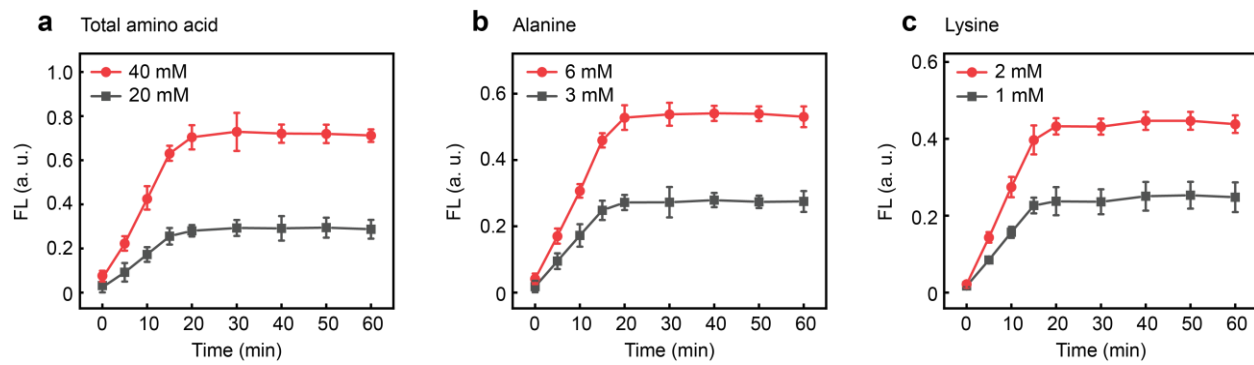 a Total amino acid
1.0
0.8
0.6
0.4
0.2
0
FL (a. u.)
40 mM
20 mM
0 10 20 30 40 50 60
Time (min)
b Alanine
0.6
0.4
0.2
0
FL (a. u.)
6 mM
3 mM
0 10 20 30 40 50 60
Time (min)
c Lysine
0.6
0.4
0.2
0
FL (a. u.)
2 mM
1 mM
0 10 20 30 40 50 60
Time (min)